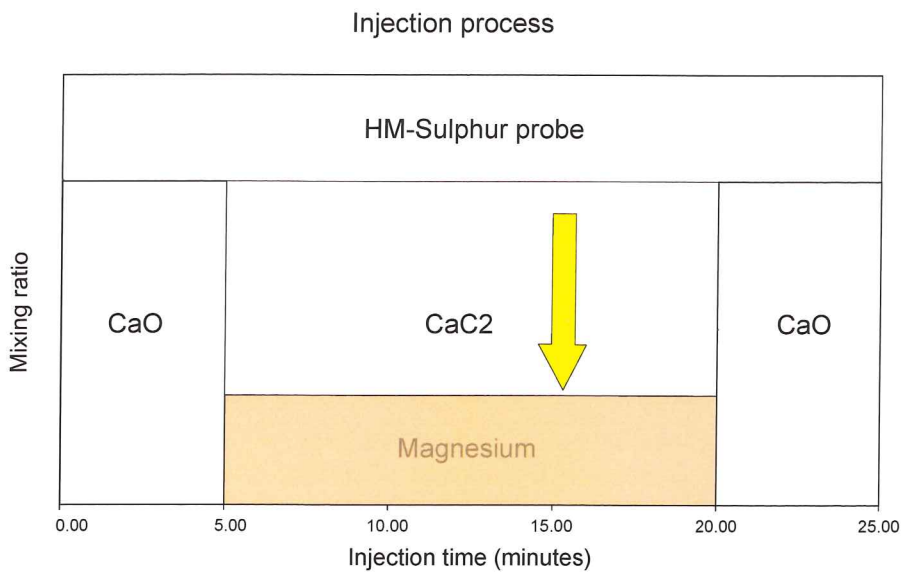 Injection process
HM-Sulphur probe
Mixing ratio
CaO
CaC2
CaO
Magnesium
0.00 5.00 10.00 15.00 20.00 25.00
Injection time (minutes)